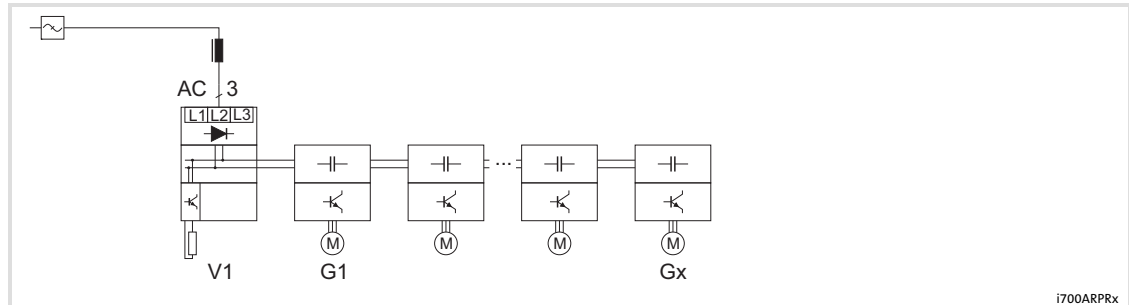 AC 3
L1 L2 L3
...
M M M M
V1 G1 Gx
i700ARPRx